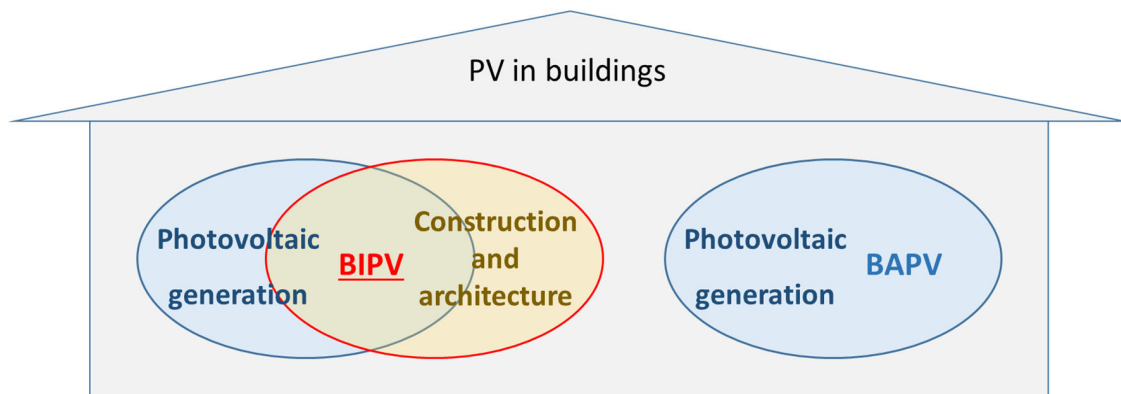 PV in buildings
Photovoltaic
generation
BIPV
Construction
and
architecture
Photovoltaic
generation
BAPV